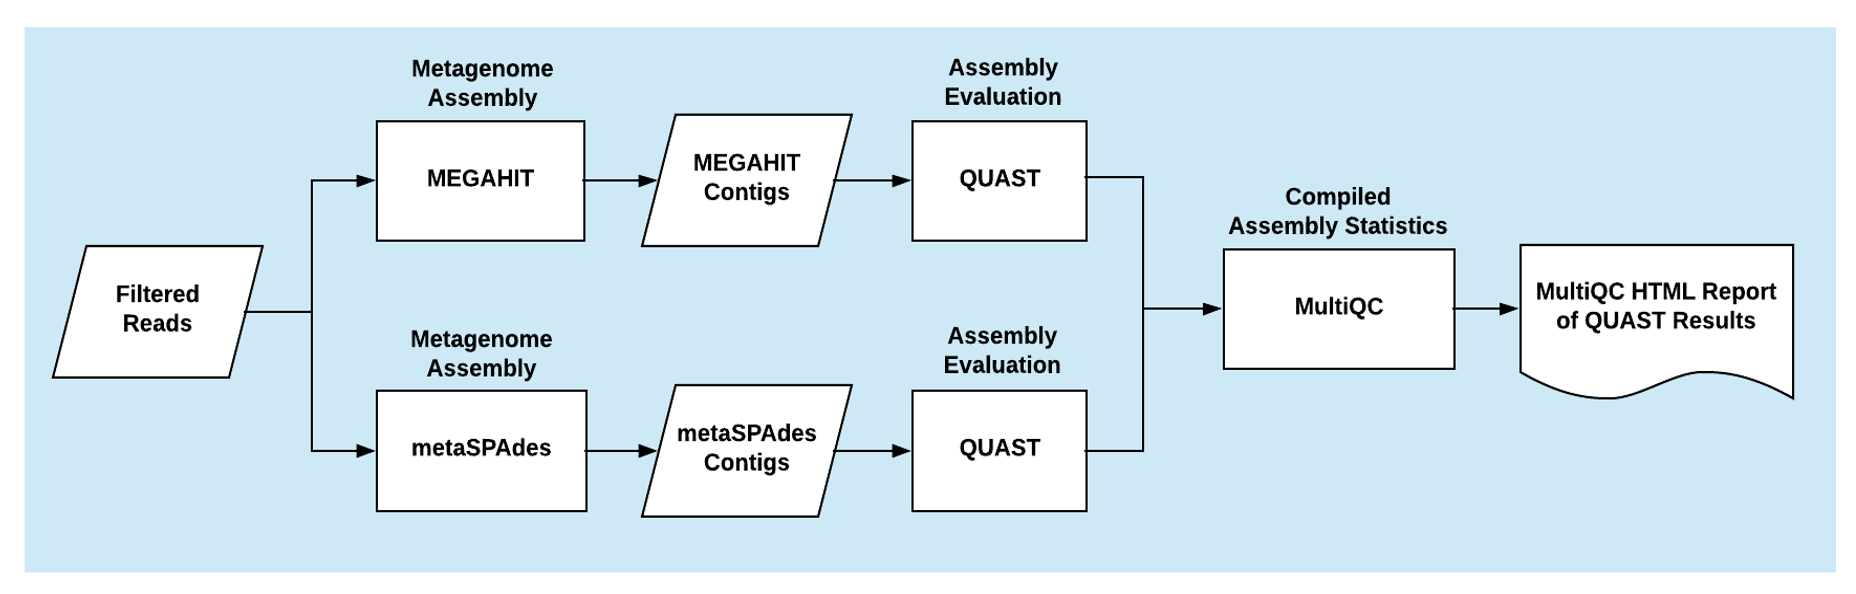 Metagenome
Assembly
MEGAHIT
MEGAHIT
Contigs
Assembly
Evaluation
QUAST
Filtered
Reads
Metagenome
Assembly
metaSPAdes
metaSPAdes
Contigs
Assembly
Evaluation
QUAST
Compiled
Assembly Statistics
MultiQC
MultiQC HTML Report
of QUAST Results